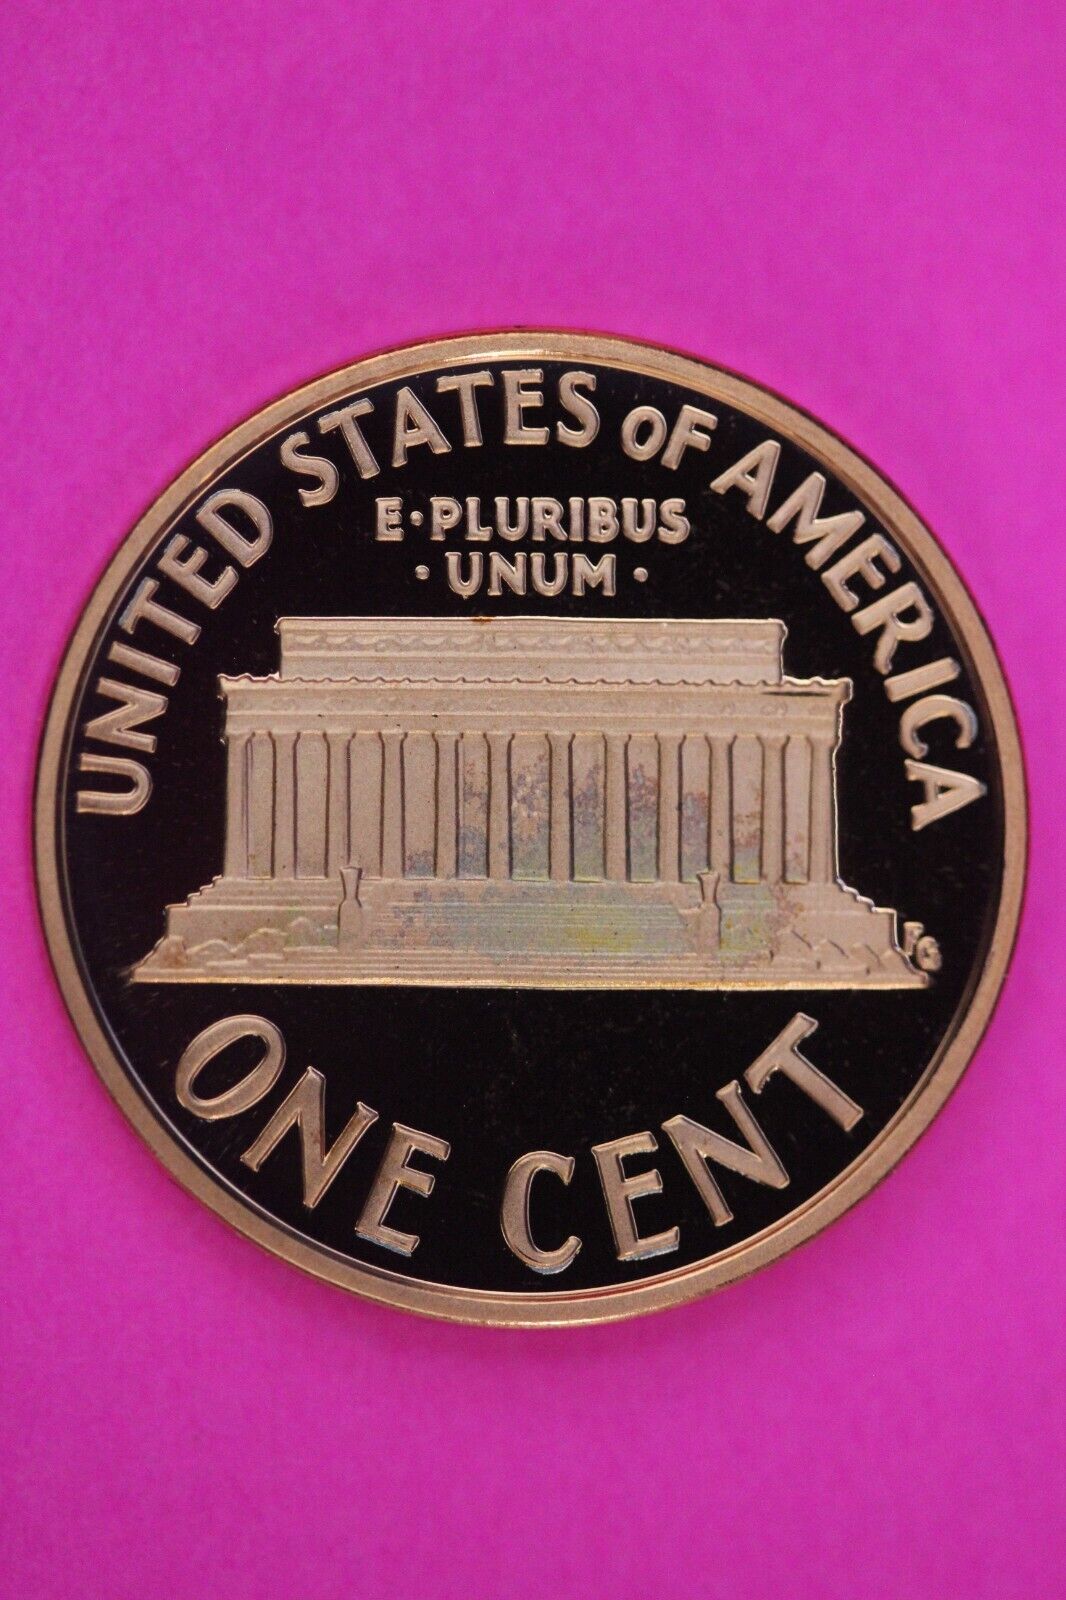 UNITED STATES OF AMERICA
E·PLURIBUS
·UNUM·
FG
ONE CENT